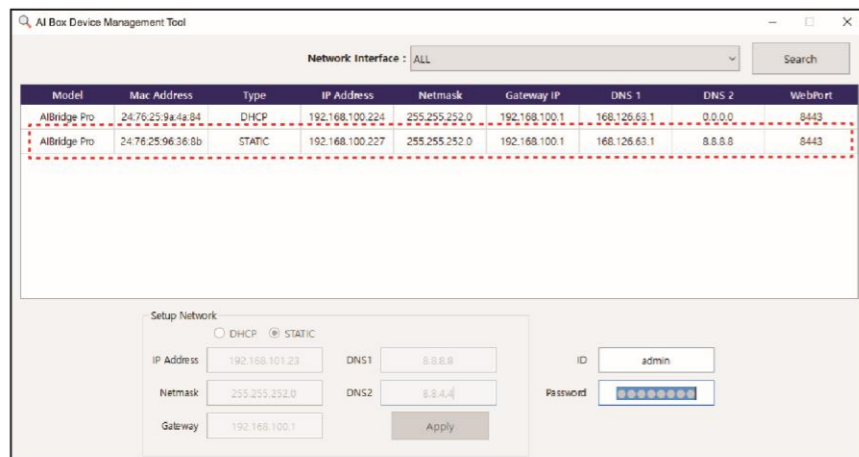 AI Box Device Management Tool
Network Interface : ALL Search
Model Mac Address Type IP Address Netmask Gateway IP DNS 1 DNS 2 WebPort
AIBridge Pro 24:76:25:9a:4a:84 DHCP 192.168.100.224 255.255.252.0 192.168.100.1 168.126.63.1 0.0.0.0 8443
AIBridge Pro 24:76:25:96:36:8b STATIC 192.168.100.227 255.255.252.0 192.168.100.1 168.126.63.1 8.8.8.8 8443
Setup Network
DHCP STATIC
IP Address 192.168.101.23 DNS1 8.8.8.8 ID admin
Netmask 255.255.252.0 DNS2 8.8.4.4 Password
Gateway 192.168.100.1 Apply